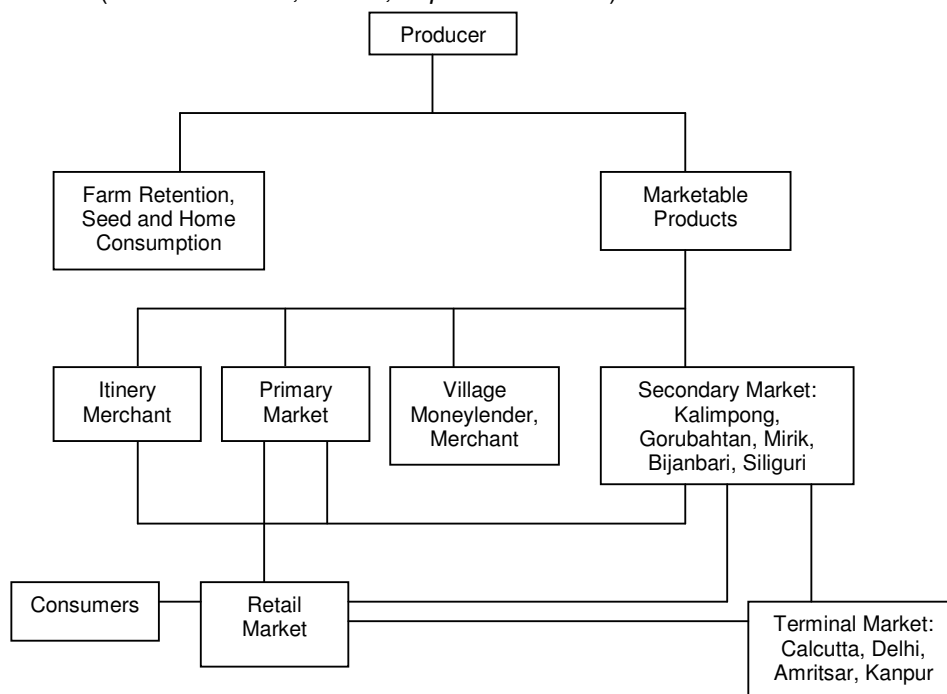 Producer
Farm Retention,
Seed and Home
Consumption
Marketable
Products
Itinery
Merchant
Primary
Market
Village
Moneylender,
Merchant
Secondary Market:
Kalimpong,
Gorubahtan, Mirik,
Bijanbari, Siliguri
Consumers
Retail
Market
Terminal Market:
Calcutta, Delhi,
Amritsar, Kanpur